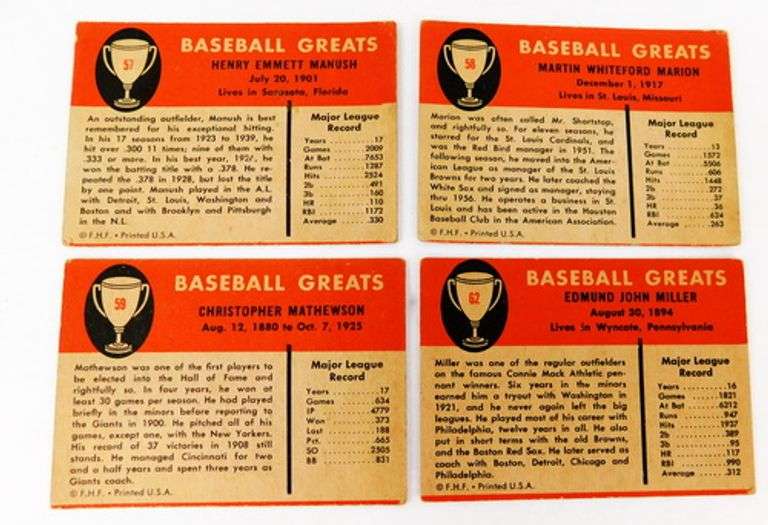 57
BASEBALL GREATS
HENRY EMMETT MANUSH
July 20, 1901
Lives in Sarasota, Florida
An outstanding outfielder, Manush is best
remembered for his exceptional hitting.
In his 17 seasons from 1923 to 1939, he
hit over .300 11 times; nine of them with
.333 or more. In his best year, 192 , he
won the batting title with a .378. He re-
peated the .378 in 1928, but lost the title
by one point. Manush played in the A.L.
with Detroit, St. Louis, Washington and
Boston and with Brooklyn and Pittsburgh
in the N.L.
© F.H.F. • Printed U.S.A.
Major League
Record
Years ........ 17
Games ........ 2009
At Bat ........ 7653
Runs ........ 1287
Hits ........ 2524
2b ........ 491
3b ........ 160
HR ........ 110
RBI ........ 1172
Average ........ .330
58
BASEBALL GREATS
MARTIN WHITEFORD MARION
December 1, 1917
Lives in St. Louis, Missouri
Marion was often called Mr. Shortstop,
and rightfully so. For eleven seasons, he
starred for the St. Louis Cardinals, and
was the Red Bird manager in 1951. The
following season, he moved into the Amer-
ican League as manager of the St. Louis
Browns for two years. He later coached the
White Sox and signed as manager, staying
thru 1956. He operates a business in St.
Louis and has been active in the Houston
Baseball Club in the American Association.
© F.H.F. • Printed U.S.A.
Major League
Record
Years ........ 13
Games ........ 1572
At Bat ........ 5506
Runs ........ 606
Hits ........ 1448
2b ........ 272
3b ........ 37
HR ........ 36
RBI ........ 624
Average ........ .263
59
BASEBALL GREATS
CHRISTOPHER MATHEWSON
Aug. 12, 1880 to Oct. 7, 1925
Mathewson was one of the first players to
be elected into the Hall of Fame and
rightfully so. In four years, he won at
least 30 games per season. He had played
briefly in the minors before reporting to
the Giants in 1900. He pitched all of his
games, except one, with the New Yorkers.
His record of 37 victories in 1908 still
stands. He managed Cincinnati for two
and a half years and spent three years as
Giants coach.
© F.H.F. • Printed U.S.A.
Major League
Record
Years ........ 17
Games ........ 634
IP ........ 4779
Won ........ 373
Lost ........ 188
Pct. ........ .665
SO ........ 2505
BB ........ 831
62
BASEBALL GREATS
EDMUND JOHN MILLER
August 30, 1894
Lives in Wyncote, Pennsylvania
Miller was one of the regular outfielders
on the famous Connie Mack Athletic pen-
nant winners. Six years in the minors
earned him a tryout with Washington in
1921, and he never again left the big
leagues. He played most of his career with
Philadelphia, twelve years in all. He also
put in short terms with the old Browns,
and the Boston Red Sox. He later served as
coach with Boston, Detroit, Chicago and
Philadelphia.
© F.H.F. • Printed U.S.A.
Major League
Record
Years ........ 16
Games ........ 1821
At Bat ........ 6212
Runs ........ 947
Hits ........ 1937
2b ........ 389
3b ........ 95
HR ........ 117
RBI ........ 990
Average ........ .312